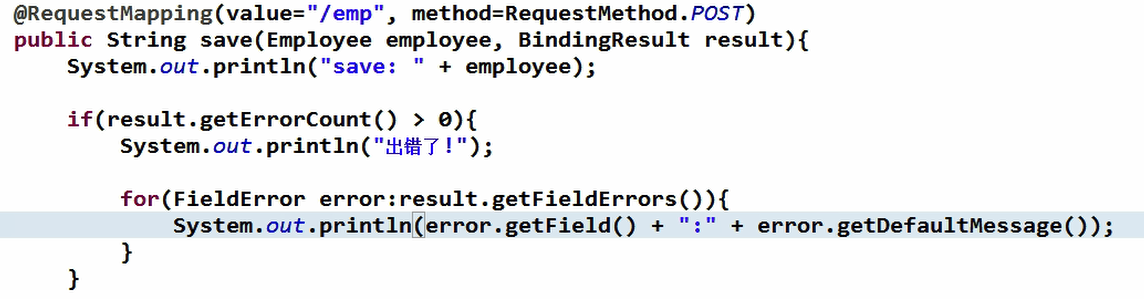 @RequestMapping(value="/emp", method=RequestMethod.POST)
public String save(Employee employee, BindingResult result){
System.out.println("save: " + employee);
if(result.getErrorCount() > 0){
System.out.println("出错了!");
for(FieldError error:result.getFieldErrors()){
System.out.println(error.getField() + ":" + error.getDefaultMessage());
}
}